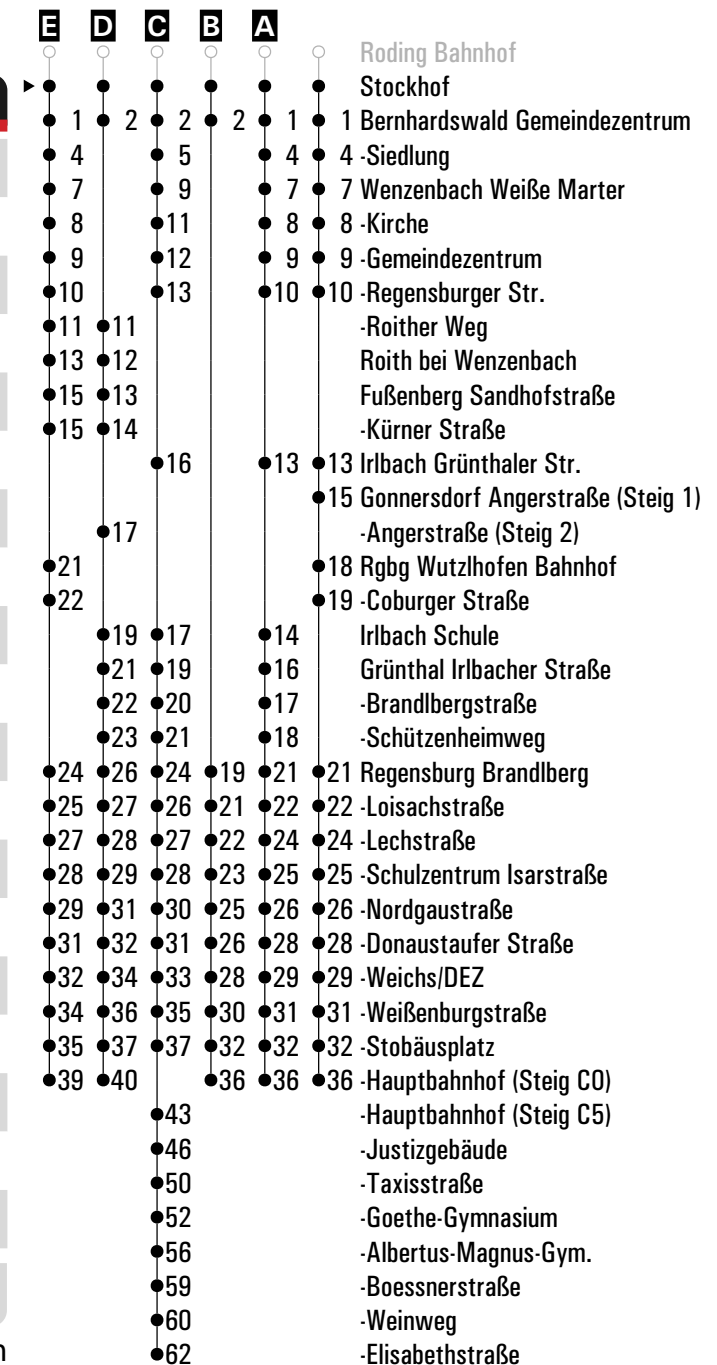 E D C B A
Roding Bahnhof
Stockhof
1 2 2 2 1 1 Bernhardswald Gemeindezentrum
4 5 4 4 -Siedlung
7 9 7 7 Wenzenbach Weiße Marter
8 11 8 8 -Kirche
9 12 9 9 -Gemeindezentrum
10 13 10 10 -Regensburger Str.
11 11 -Roither Weg
13 12 Roith bei Wenzenbach
15 13 Fußenberg Sandhofstraße
15 14 -Kürner Straße
16 13 13 Irlbach Grünthaler Str.
15 Gonnersdorf Angerstraße (Steig 1)
17 -Angerstraße (Steig 2)
21 18 Rgbg Wutzlhofen Bahnhof
22 19 -Coburger Straße
19 17 14 Irlbach Schule
21 19 16 Grünthal Irlbacher Straße
22 20 17 -Brandlbergstraße
23 21 18 -Schützenheimweg
24 26 24 19 21 21 Regensburg Brandlberg
25 27 26 21 22 22 -Loisachstraße
27 28 27 22 24 24 -Lechstraße
28 29 28 23 25 25 -Schulzentrum Isarstraße
29 31 30 25 26 26 -Nordgaustraße
31 32 31 26 28 28 -Donaustaufer Straße
32 34 33 28 29 29 -Weichs/DEZ
34 36 35 30 31 31 -Weißenburgstraße
35 37 37 32 32 32 -Stobäusplatz
39 40 36 36 36 -Hauptbahnhof (Steig C0)
43 -Hauptbahnhof (Steig C5)
46 -Justizgebäude
50 -Taxisstraße
52 -Goethe-Gymnasium
56 -Albertus-Magnus-Gym.
59 -Boessnerstraße
60 -Weinweg
62 -Elisabethstraße